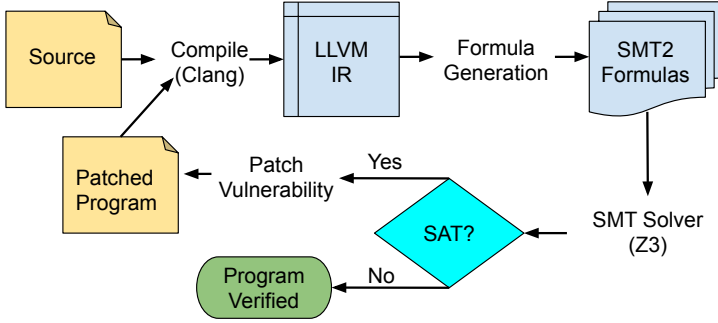 Source
Compile
(Clang)
LLVM
IR
Formula
Generation
SMT2
Formulas
Patched
Program
Patch
Vulnerability
Yes
SAT?
SMT Solver
(Z3)
No
Program
Verified